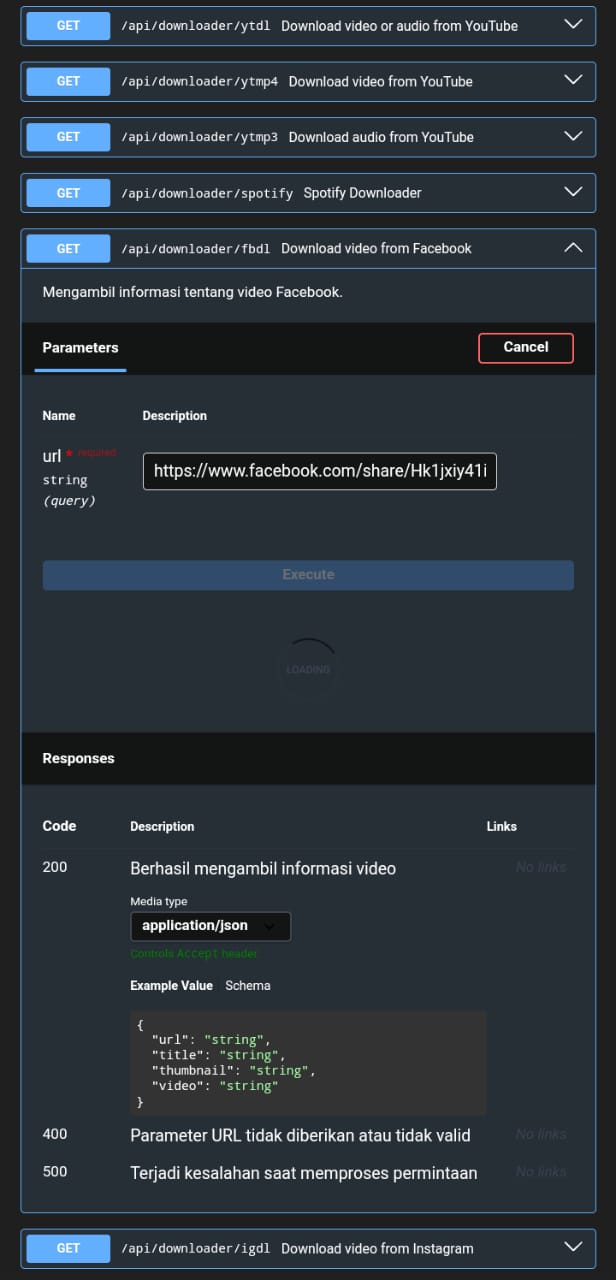 GET /api/downloader/ytdl Download video or audio from YouTube
GET /api/downloader/ytmp4 Download video from YouTube
GET /api/downloader/ytmp3 Download audio from YouTube
GET /api/downloader/spotify Spotify Downloader
GET /api/downloader/fbdl Download video from Facebook
Mengambil informasi tentang video Facebook.
Parameters Cancel
Name Description
url * required
string
(query)
https://www.facebook.com/share/Hk1jxiy41i
Execute
LOADING
Responses
Code Description Links
200 Berhasil mengambil informasi video No links
Media type
application/json
Controls Accept header.
Example Value Schema
{
"url": "string",
"title": "string",
"thumbnail": "string",
"video": "string"
}
400 Parameter URL tidak diberikan atau tidak valid No links
500 Terjadi kesalahan saat memproses permintaan No links
GET /api/downloader/igdl Download video from Instagram